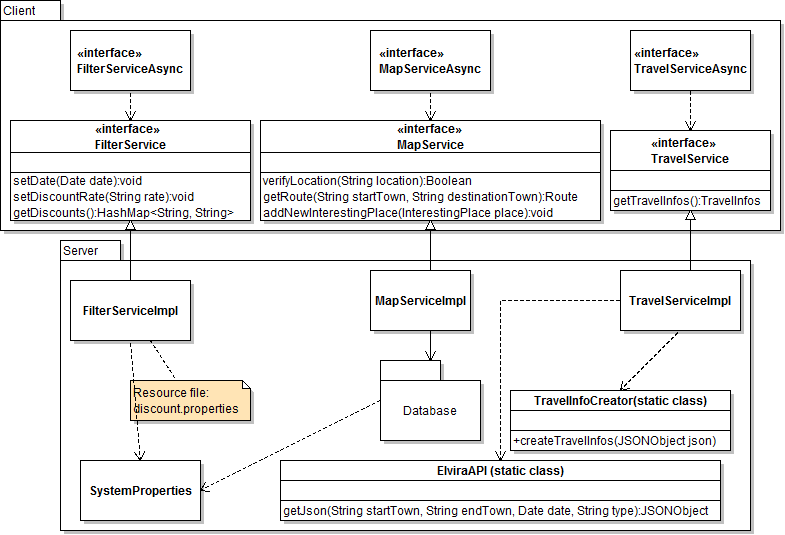 Client
«interface»
FilterServiceAsync
«interface»
MapServiceAsync
«interface»
TravelServiceAsync
«interface»
FilterService
setDate(Date date):void
setDiscountRate(String rate):void
getDiscounts():HashMap<String, String>
«interface»
MapService
verifyLocation(String location):Boolean
getRoute(String startTown, String destinationTown):Route
addNewInterestingPlace(InterestingPlace place):void
«interface»
TravelService
getTravelInfos():TravelInfos
Server
FilterServiceImpl
MapServiceImpl
TravelServiceImpl
Resource file:
discount.properties
Database
TravelInfoCreator(static class)
+createTravelInfos(JSONObject json)
SystemProperties
ElviraAPI (static class)
getJson(String startTown, String endTown, Date date, String type):JSONObject